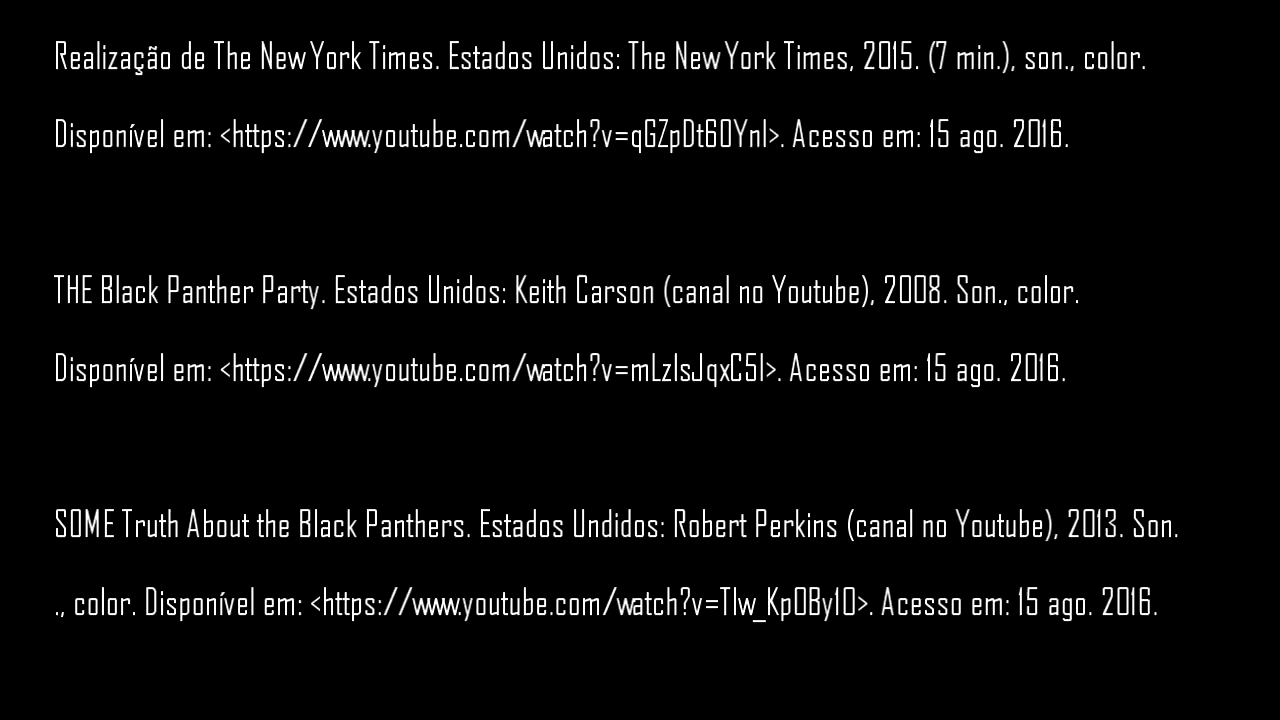 Realização de The New York Times. Estados Unidos: The New York Times, 2015. (7 min.), son., color.
Disponível em: <https://www.youtube.com/watch?v=qGZpDt6OYnI>. Acesso em: 15 ago. 2016.
THE Black Panther Party. Estados Unidos: Keith Carson (canal no Youtube), 2008. Son., color.
Disponível em: <https://www.youtube.com/watch?v=mLzIsJqxC5I>. Acesso em: 15 ago. 2016.
SOME Truth About the Black Panthers. Estados Undidos: Robert Perkins (canal no Youtube), 2013. Son.
., color. Disponível em: <https://www.youtube.com/watch?v=TIw_Kp0By10>. Acesso em: 15 ago. 2016.